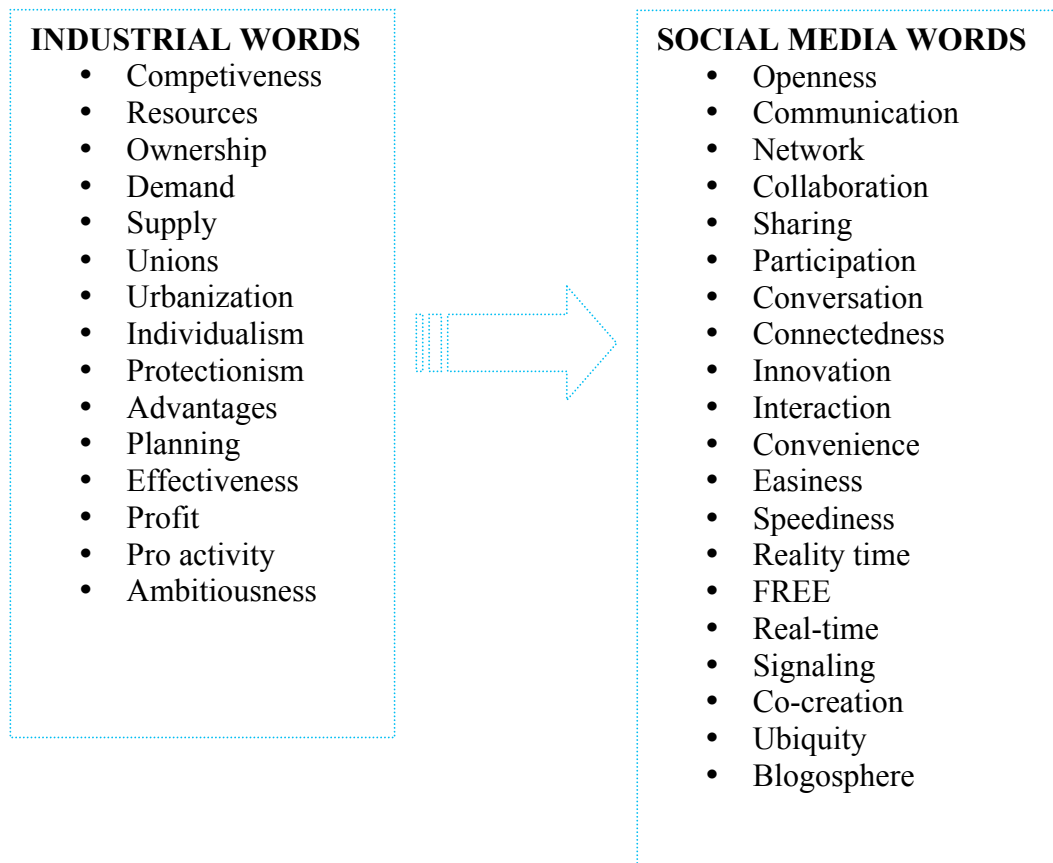 INDUSTRIAL WORDS
• Competiveness
• Resources
• Ownership
• Demand
• Supply
• Unions
• Urbanization
• Individualism
• Protectionism
• Advantages
• Planning
• Effectiveness
• Profit
• Pro activity
• Ambitiousness
SOCIAL MEDIA WORDS
• Openness
• Communication
• Network
• Collaboration
• Sharing
• Participation
• Conversation
• Connectedness
• Innovation
• Interaction
• Convenience
• Easiness
• Speediness
• Reality time
• FREE
• Real-time
• Signaling
• Co-creation
• Ubiquity
• Blogosphere